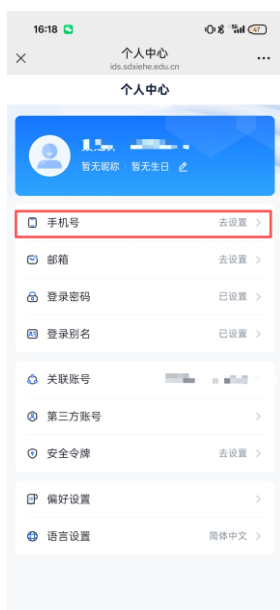 16:18 47
个人中心
ids.sdxiehe.edu.cn
个人中心
暂无昵称 暂无生日
手机号 去设置
邮箱 去设置
登录密码 已设置
登录别名 已设置
关联账号
第三方账号
安全令牌 去设置
偏好设置
语言设置 简体中文